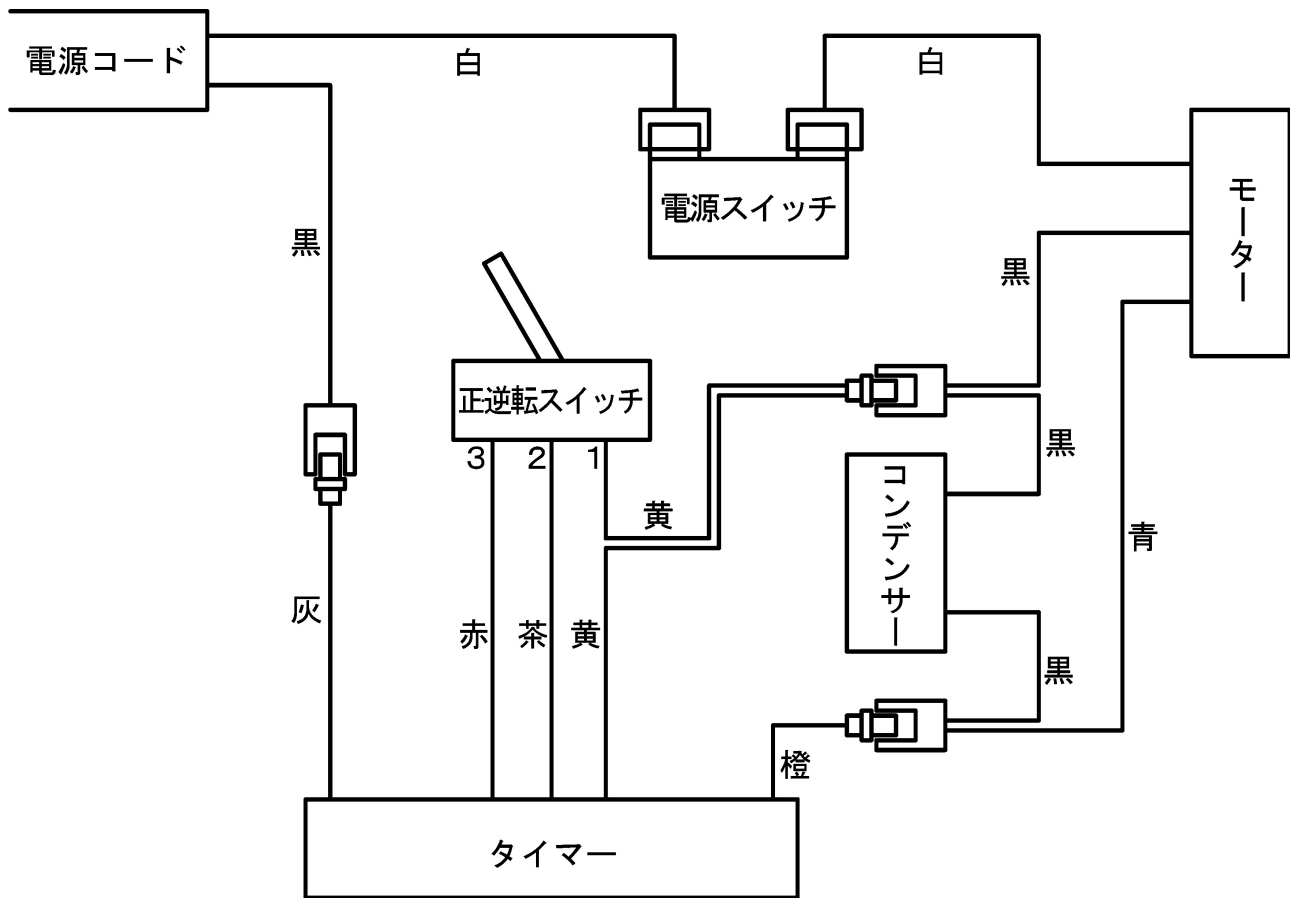 電源コード
白
白
電源スイッチ
モーター
黒
黒
正逆転スイッチ
3
2
1
黒
コンデンサー
黄
青
灰
赤
茶
黄
黒
橙
タイマー